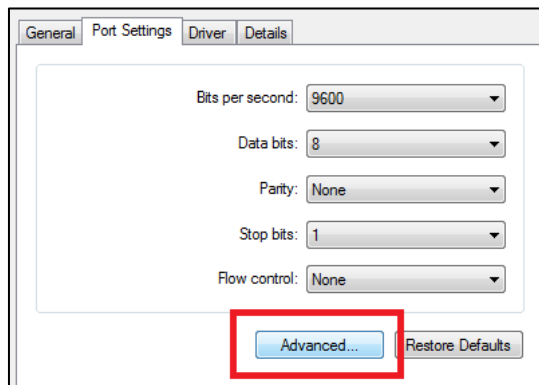 General Port Settings Driver Details
Bits per second: 9600
Data bits: 8
Parity: None
Stop bits: 1
Flow control: None
Advanced... Restore Defaults